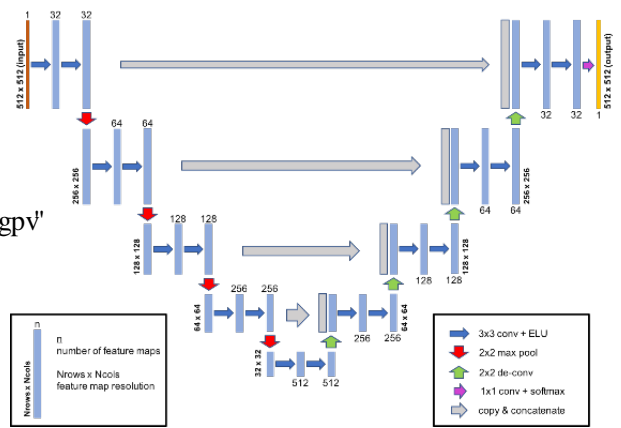 1 32 32
512 x 512 (input)
512 x 512 (output)
32 32 1
64 64
256 x 256
256 x 256
64 64
gpv"
128 128
128 x 128
128 x 128
128 128
256 256
64 x 64
64 x 64
256 256
32 x 32
512 512
n
Nrows x Ncols
n
number of feature maps
Nrows x Ncols
feature map resolution
3x3 conv + ELU
2x2 max pool
2x2 de-conv
1x1 conv + softmax
copy & concatenate